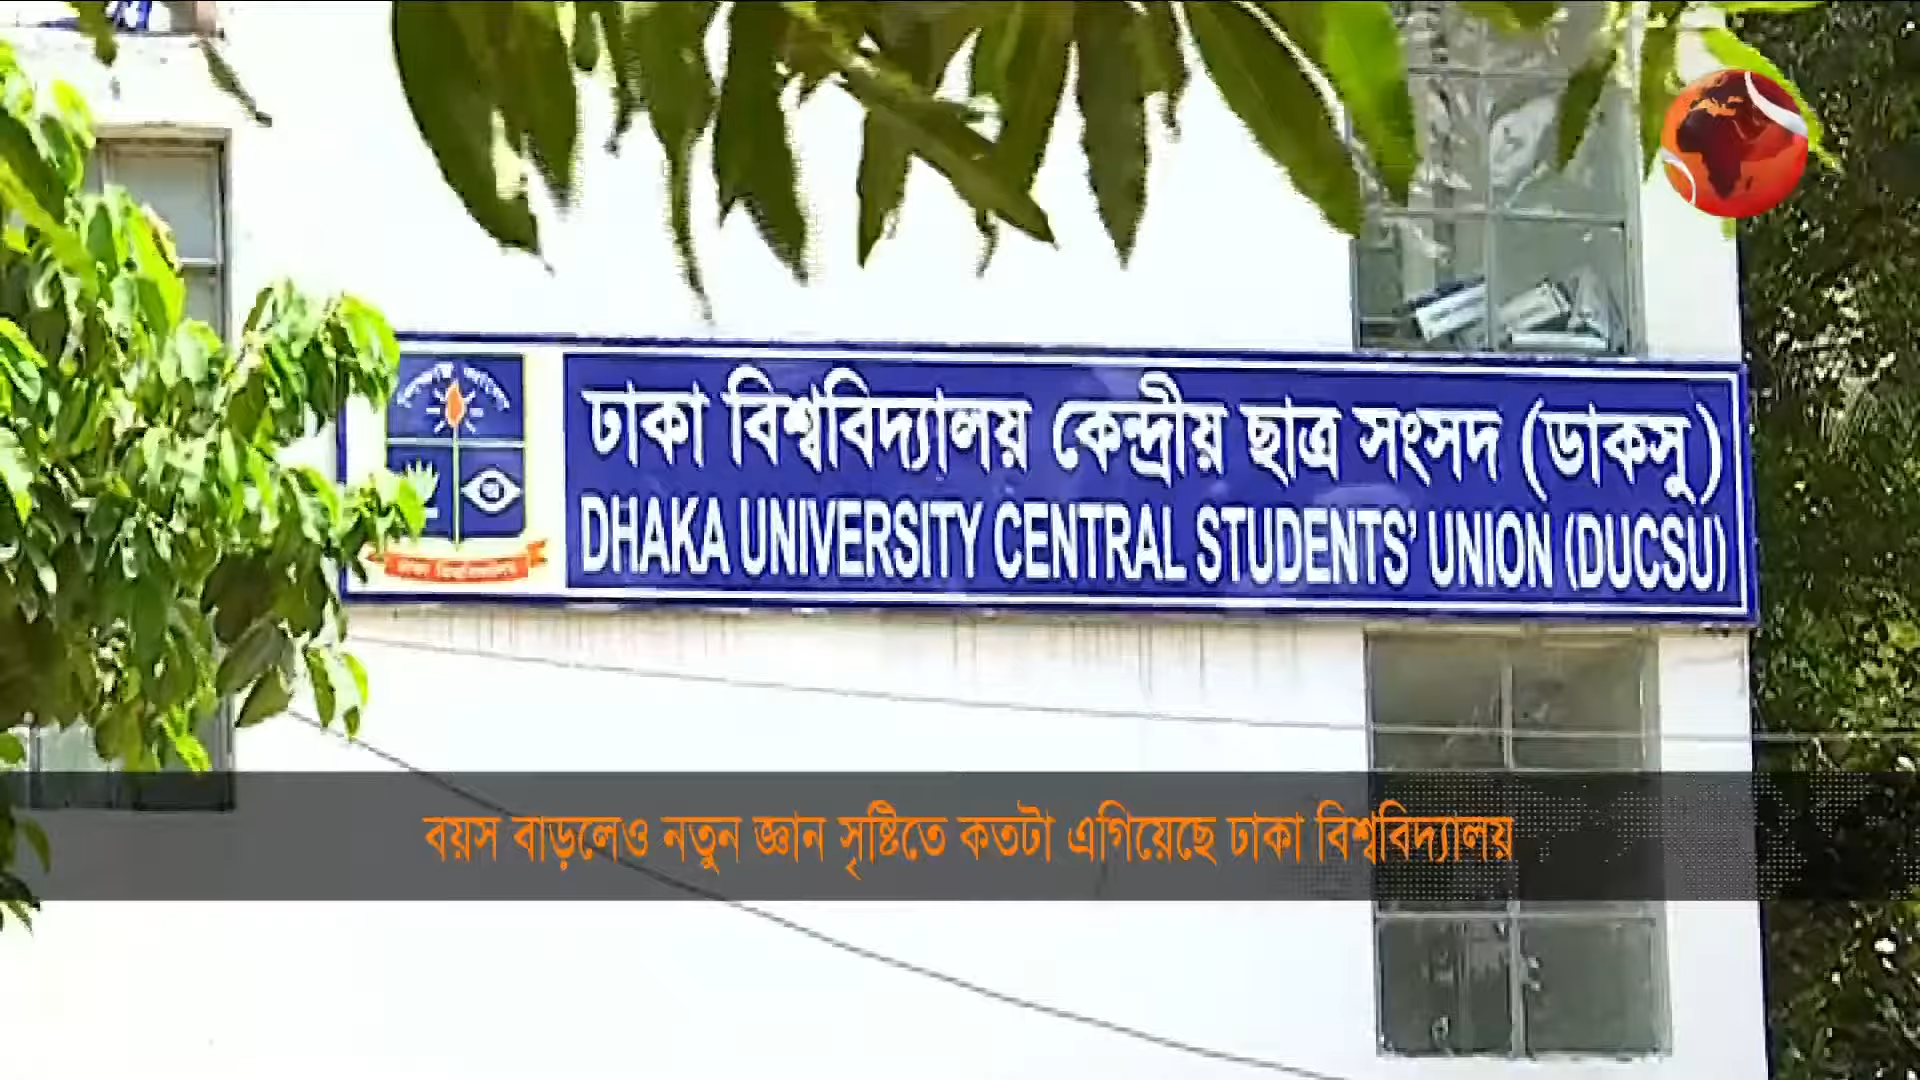 ঢাকা বিশ্ববিদ্যালয় কেন্দ্রীয় ছাত্র সংসদ (ডাকসু)
DHAKA UNIVERSITY CENTRAL STUDENTS' UNION (DUCSU)
বয়স বাড়লেও নতুন জ্ঞান সৃষ্টিতে কতটা এগিয়েছে ঢাকা বিশ্ববিদ্যালয়